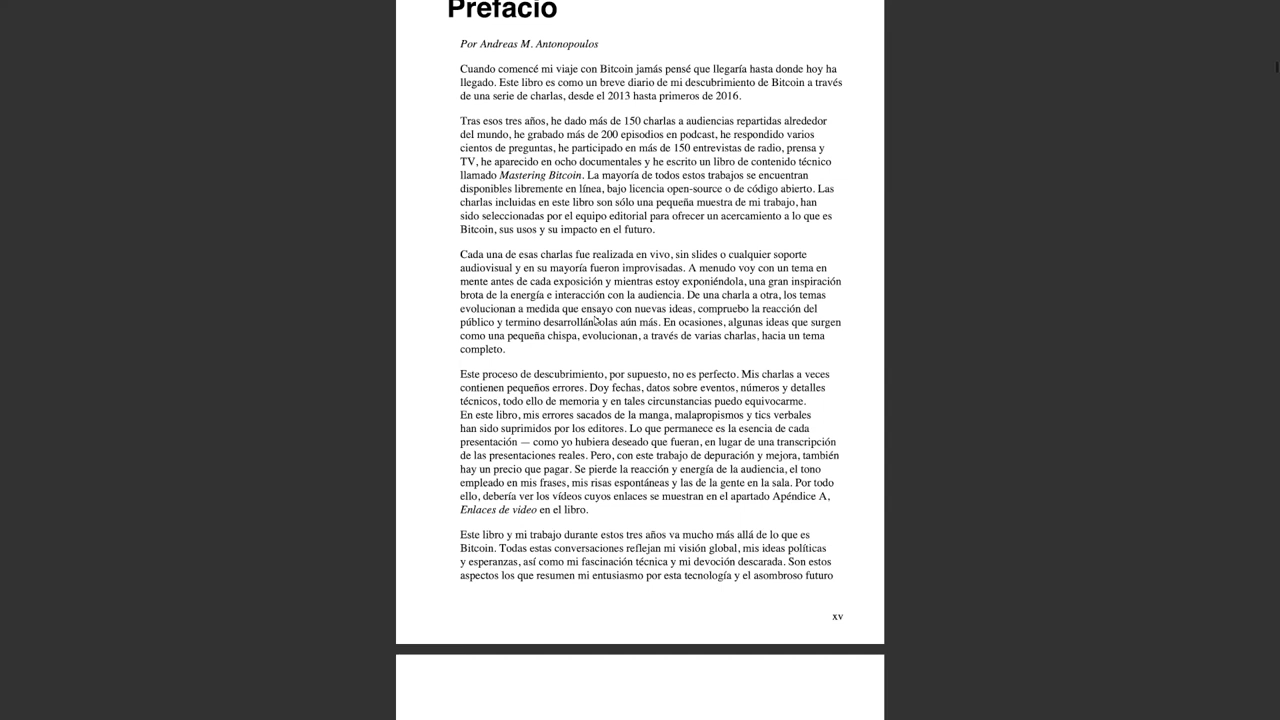 Prefacio
Por Andreas M. Antonopoulos
Cuando comencé mi viaje con Bitcoin jamás pensé que llegaría hasta donde hoy ha
llegado. Este libro es como un breve diario de mi descubrimiento de Bitcoin a través
de una serie de charlas, desde el 2013 hasta primeros de 2016.
Tras esos tres años, he dado más de 150 charlas a audiencias repartidas alrededor
del mundo, he grabado más de 200 episodios en podcast, he respondido varios
cientos de preguntas, he participado en más de 150 entrevistas de radio, prensa y
TV, he aparecido en ocho documentales y he escrito un libro de contenido técnico
llamado Mastering Bitcoin. La mayoría de todos estos trabajos se encuentran
disponibles libremente en línea, bajo licencia open-source o de código abierto. Las
charlas incluidas en este libro son sólo una pequeña muestra de mi trabajo, han
sido seleccionadas por el equipo editorial para ofrecer un acercamiento a lo que es
Bitcoin, sus usos y su impacto en el futuro.
Cada una de esas charlas fue realizada en vivo, sin slides o cualquier soporte
audiovisual y en su mayoría fueron improvisadas. A menudo voy con un tema en
mente antes de cada exposición y mientras estoy exponiéndola, una gran inspiración
brota de la energía e interacción con la audiencia. De una charla a otra, los temas
evolucionan a medida que ensayo con nuevas ideas, compruebo la reacción del
público y termino desarrollándolas aún más. En ocasiones, algunas ideas que surgen
como una pequeña chispa, evolucionan, a través de varias charlas, hacia un tema
completo.
Este proceso de descubrimiento, por supuesto, no es perfecto. Mis charlas a veces
contienen pequeños errores. Doy fechas, datos sobre eventos, números y detalles
técnicos, todo ello de memoria y en tales circunstancias puedo equivocarme.
En este libro, mis errores sacados de la manga, malapropismos y tics verbales
han sido suprimidos por los editores. Lo que permanece es la esencia de cada
presentación — como yo hubiera deseado que fueran, en lugar de una transcripción
de las presentaciones reales. Pero, con este trabajo de depuración y mejora, también
hay un precio que pagar. Se pierde la reacción y energía de la audiencia, el tono
empleado en mis frases, mis risas espontáneas y las de la gente en la sala. Por todo
ello, debería ver los vídeos cuyos enlaces se muestran en el apartado Apéndice A,
Enlaces de video en el libro.
Este libro y mi trabajo durante estos tres años va mucho más allá de lo que es
Bitcoin. Todas estas conversaciones reflejan mi visión global, mis ideas políticas
y esperanzas, así como mi fascinación técnica y mi devoción descarada. Son estos
aspectos los que resumen mi entusiasmo por esta tecnología y el asombroso futuro
xv